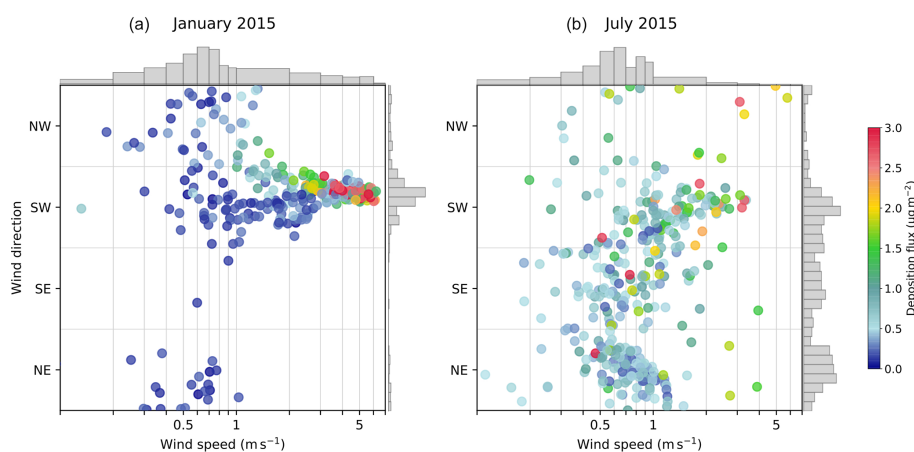 (a) January 2015
(b) July 2015
NW
SW
SE
NE
Wind direction
0.5 1 5
Wind speed (m s⁻¹)
NW
SW
SE
NE
0.5 1 5
Wind speed (m s⁻¹)
3.0
2.5
2.0
1.5
1.0
0.5
0.0
Deposition flux (μg m⁻²)